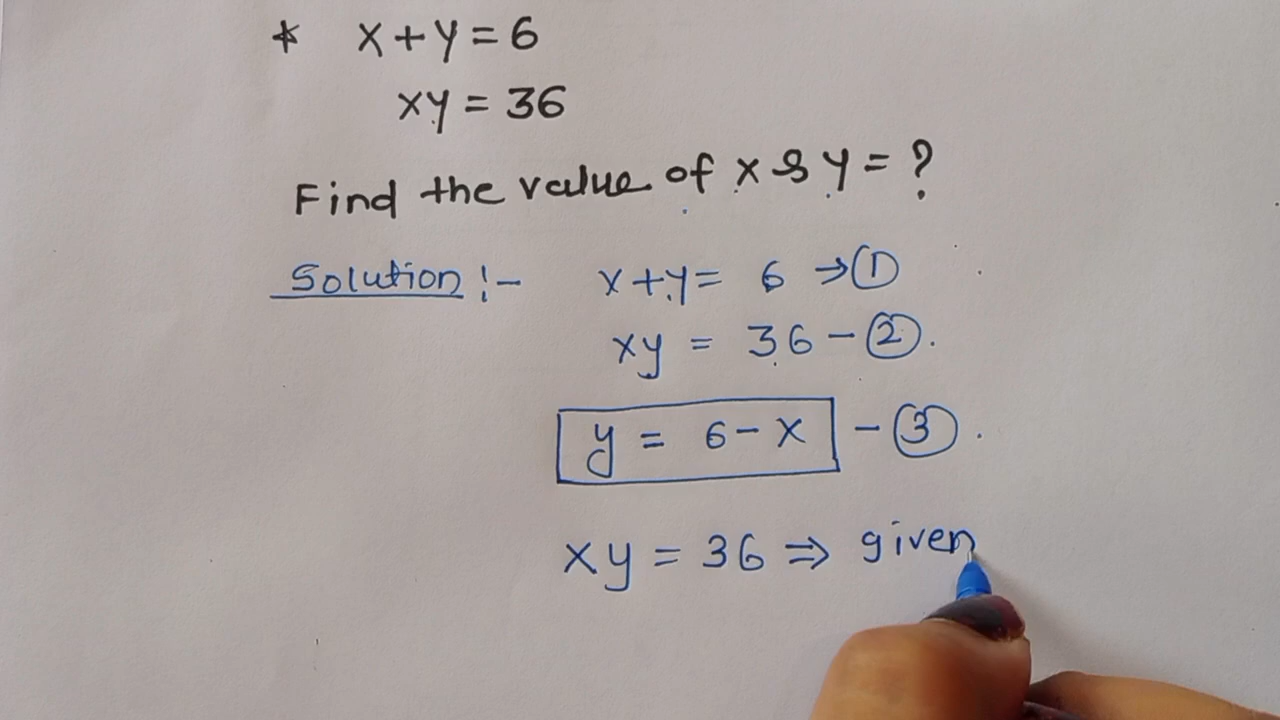 * x+y=6
xy = 36
Find the value of x & y = ?
Solution :- x+y= 6 ⇒①
xy = 36 - ②.
y = 6 - x - ③.
xy = 36 ⇒ given